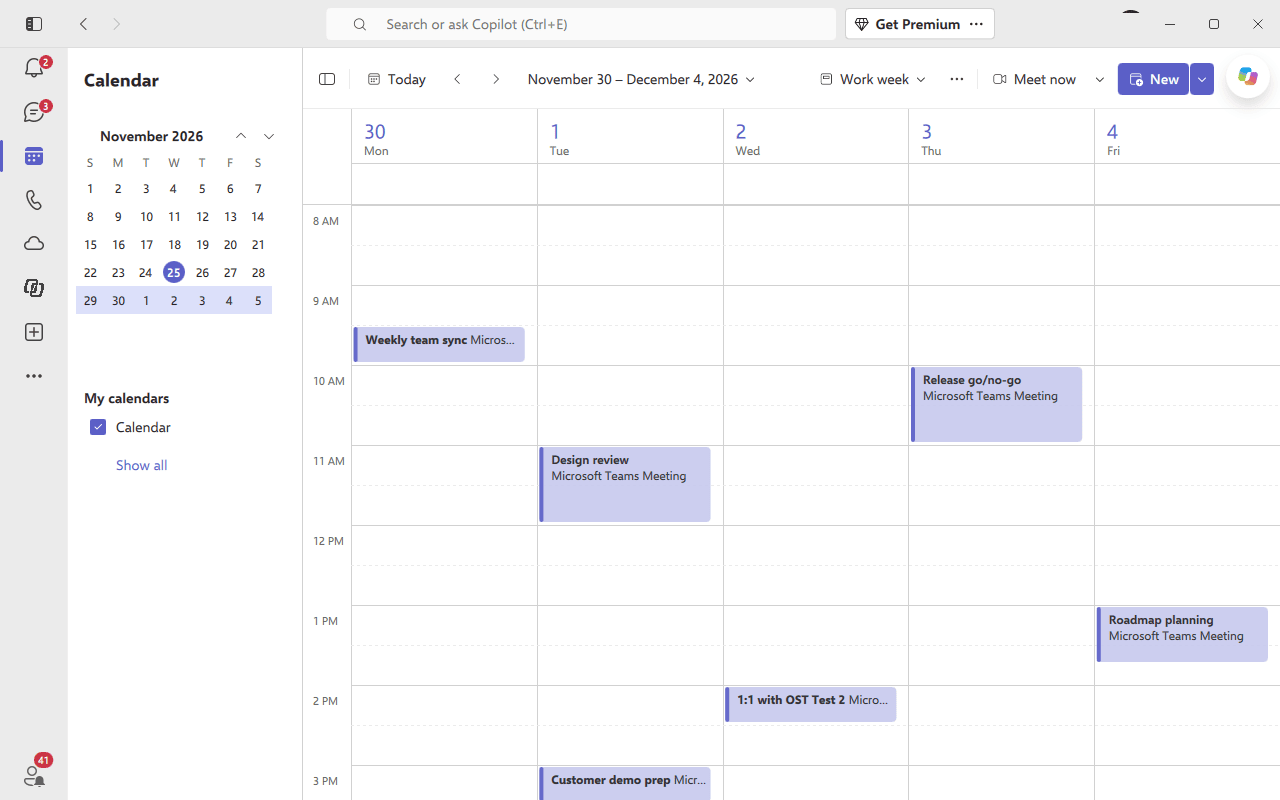 Search or ask Copilot (Ctrl+E)
Get Premium
2
3
41
Calendar
November 2026
S M T W T F S
1 2 3 4 5 6 7
8 9 10 11 12 13 14
15 16 17 18 19 20 21
22 23 24 25 26 27 28
29 30 1 2 3 4 5
My calendars
Calendar
Show all
Today
November 30 – December 4, 2026
Work week
Meet now
New
30
Mon
1
Tue
2
Wed
3
Thu
4
Fri
8 AM
9 AM
Weekly team sync Micros...
10 AM
Release go/no-go
Microsoft Teams Meeting
11 AM
Design review
Microsoft Teams Meeting
12 PM
1 PM
Roadmap planning
Microsoft Teams Meeting
2 PM
1:1 with OST Test 2 Micro...
3 PM
Customer demo prep Micr...